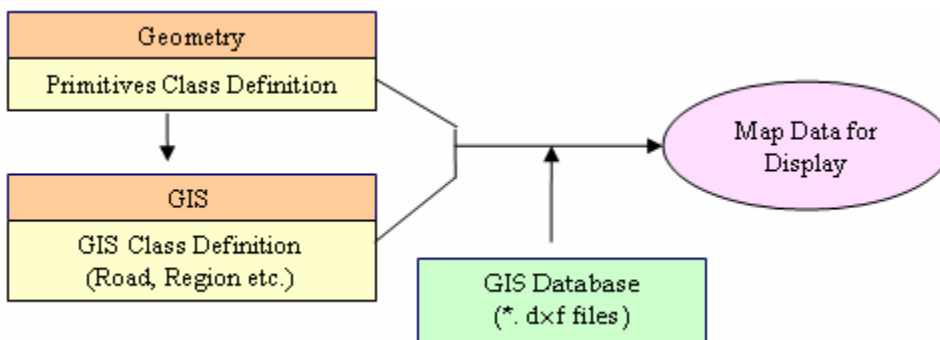 Geometry
Primitives Class Definition
GIS
GIS Class Definition
(Road, Region etc.)
GIS Database
(*. dxf files)
Map Data for
Display